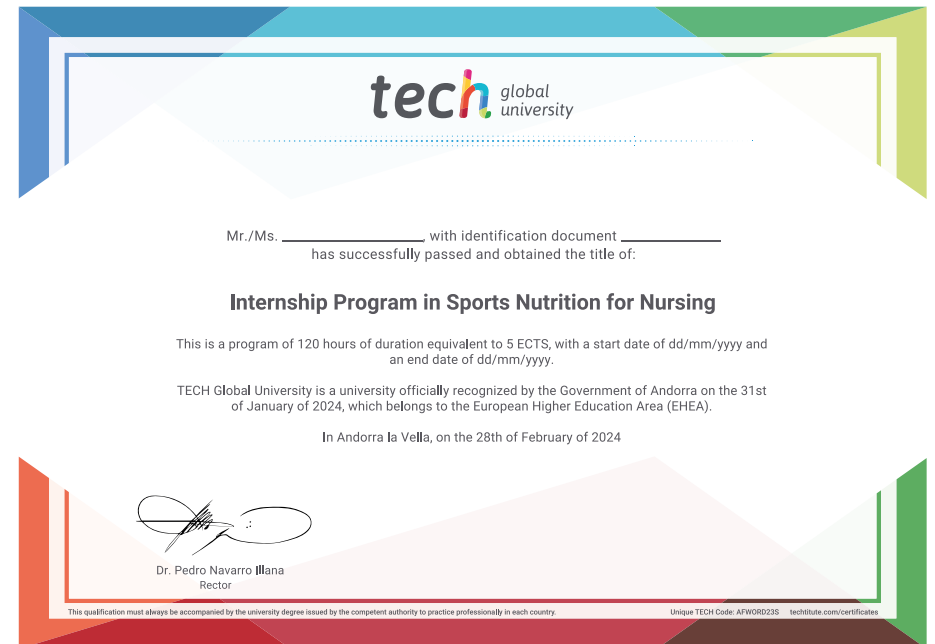 tech global university
Mr./Ms. ____________, with identification document ____________
has successfully passed and obtained the title of:
Internship Program in Sports Nutrition for Nursing
This is a program of 120 hours of duration equivalent to 5 ECTS, with a start date of dd/mm/yyyy and
an end date of dd/mm/yyyy.
TECH Global University is a university officially recognized by the Government of Andorra on the 31st
of January of 2024, which belongs to the European Higher Education Area (EHEA).
In Andorra la Vella, on the 28th of February of 2024
Dr. Pedro Navarro Illana
Rector
This qualification must always be accompanied by the university degree issued by the competent authority to practice professionally in each country.
Unique TECH Code: AFWORD23S techtitute.com/certificates